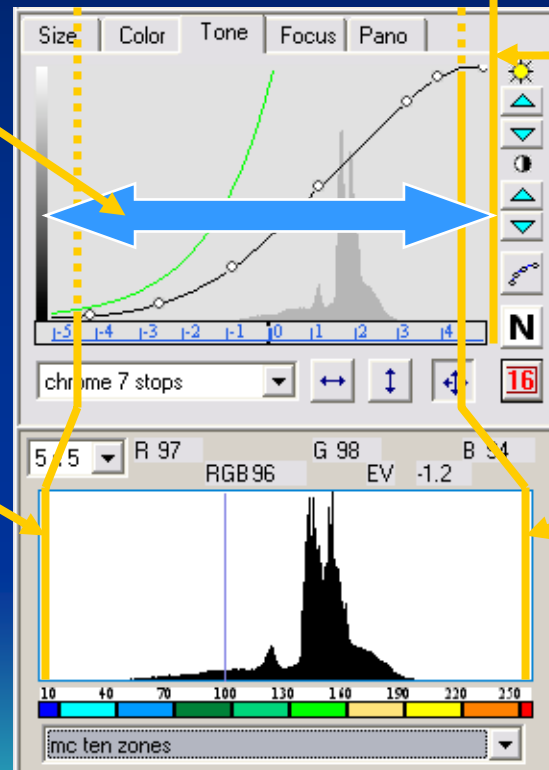 Size Color Tone Focus Pano
-5 -4 -3 -2 -1 0 1 2 3 4
N
chrome 7 stops
16
R 97 G 98
RGB 96 EV -1.2
10 40 70 100 130 160 190 220 250
mc ten zones